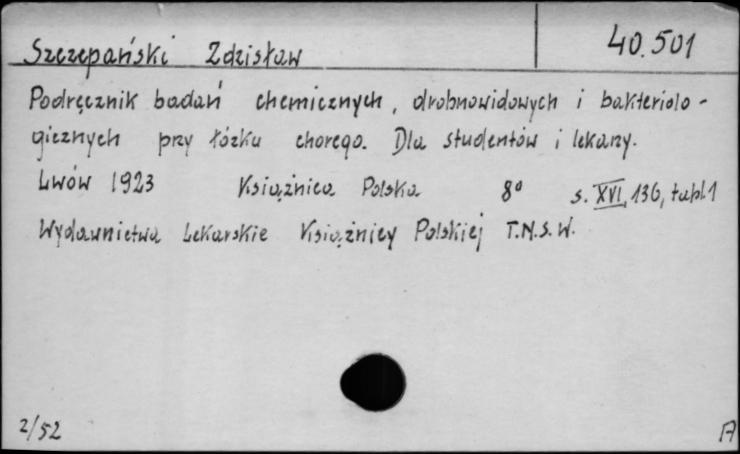 40.501
Szczepański Zdzisław
Podręcznik badań chemicznych, drobnowidowych i bakteriolo-
gicznych przy łóżku chorego. Dla studentów i lekarzy.
Lwów 1923 Książnica Polska 8° s. XVI, 136, tabl. 1
Wydawnictwa Lekarskie Książnicy Polskiej T.N.S.W.
2/52 A